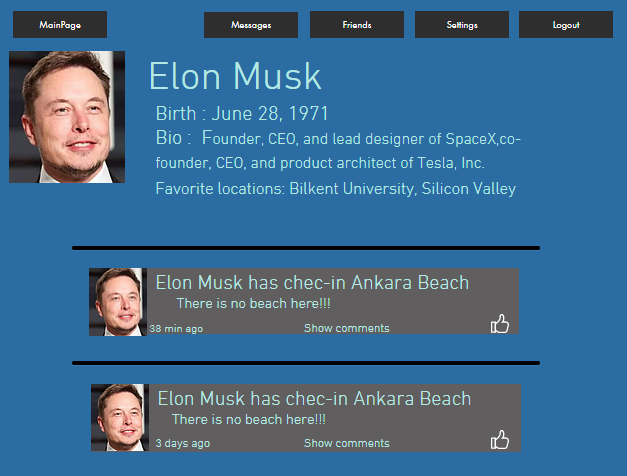 MainPage Messages Friends Settings Logout
Elon Musk
Birth : June 28, 1971
Bio : Founder, CEO, and lead designer of SpaceX,co-
founder, CEO, and product architect of Tesla, Inc.
Favorite locations: Bilkent University, Silicon Valley
Elon Musk has chec-in Ankara Beach
There is no beach here!!!
38 min ago Show comments
Elon Musk has chec-in Ankara Beach
There is no beach here!!!
3 days ago Show comments